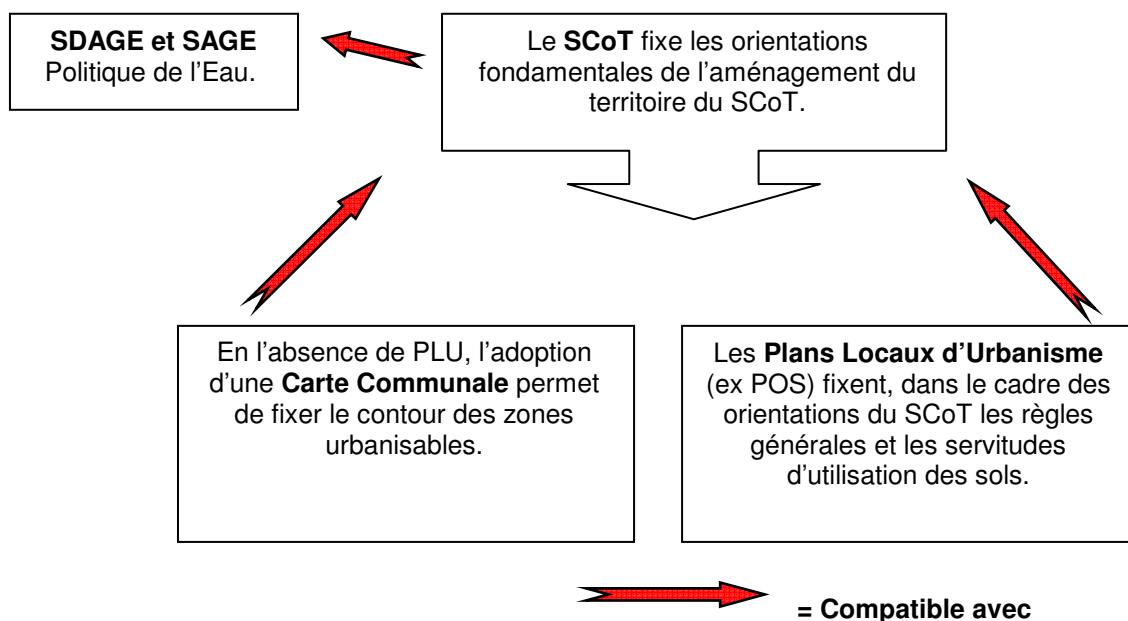 SDAGE et SAGE
Politique de l’Eau.
Le SCoT fixe les orientations
fondamentales de l’aménagement du
territoire du SCoT.
En l’absence de PLU, l’adoption
d’une Carte Communale permet
de fixer le contour des zones
urbanisables.
Les Plans Locaux d’Urbanisme
(ex POS) fixent, dans le cadre des
orientations du SCoT les règles
générales et les servitudes
d’utilisation des sols.
= Compatible avec